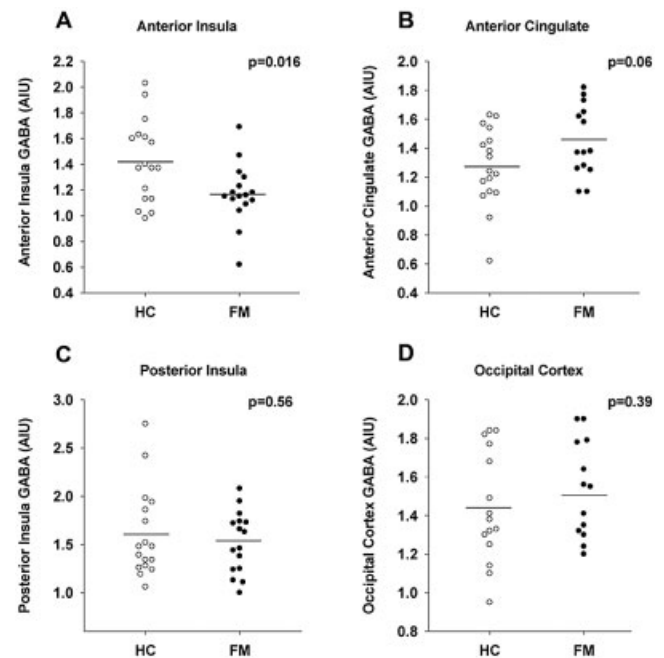 A
Anterior Insula
p=0.016
Anterior Insula GABA (AIU)
2.2
2.0
1.8
1.6
1.4
1.2
1.0
0.8
0.6
0.4
HC FM
B
Anterior Cingulate
p=0.06
Anterior Cingulate GABA (AIU)
2.0
1.8
1.6
1.4
1.2
1.0
0.8
0.6
0.4
HC FM
C
Posterior Insula
p=0.56
Posterior Insula GABA (AIU)
3.0
2.5
2.0
1.5
1.0
HC FM
D
Occipital Cortex
p=0.39
Occipital Cortex GABA (AIU)
2.0
1.8
1.6
1.4
1.2
1.0
0.8
HC FM